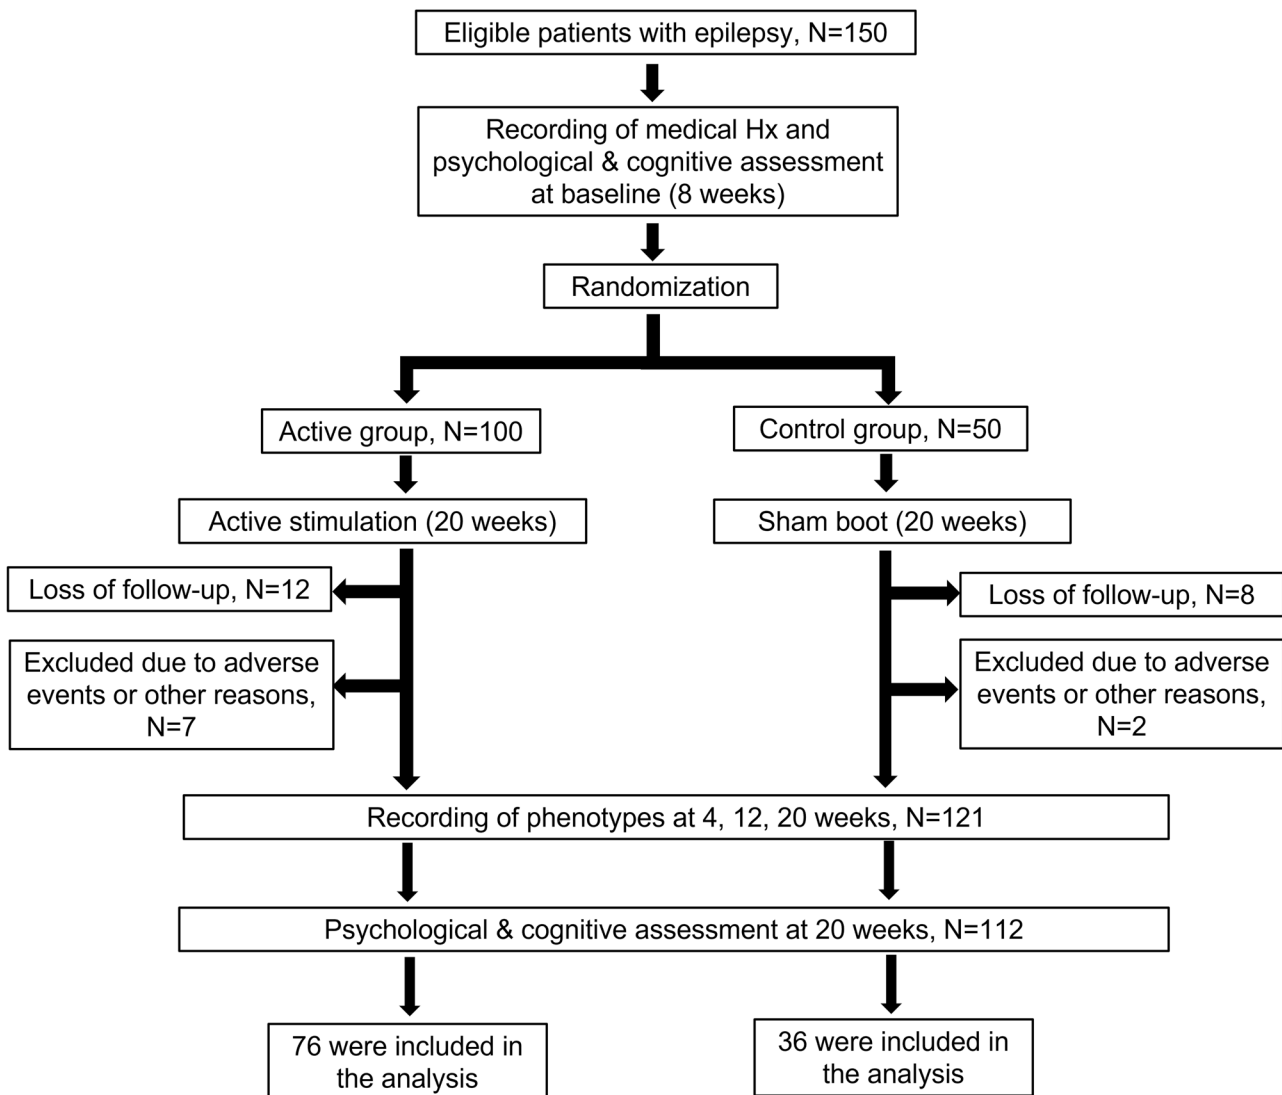 Eligible patients with epilepsy, N=150
Recording of medical Hx and
psychological & cognitive assessment
at baseline (8 weeks)
Randomization
Active group, N=100
Control group, N=50
Active stimulation (20 weeks)
Sham boot (20 weeks)
Loss of follow-up, N=12
Loss of follow-up, N=8
Excluded due to adverse
events or other reasons,
N=7
Excluded due to adverse
events or other reasons,
N=2
Recording of phenotypes at 4, 12, 20 weeks, N=121
Psychological & cognitive assessment at 20 weeks, N=112
76 were included in
the analysis
36 were included in
the analysis